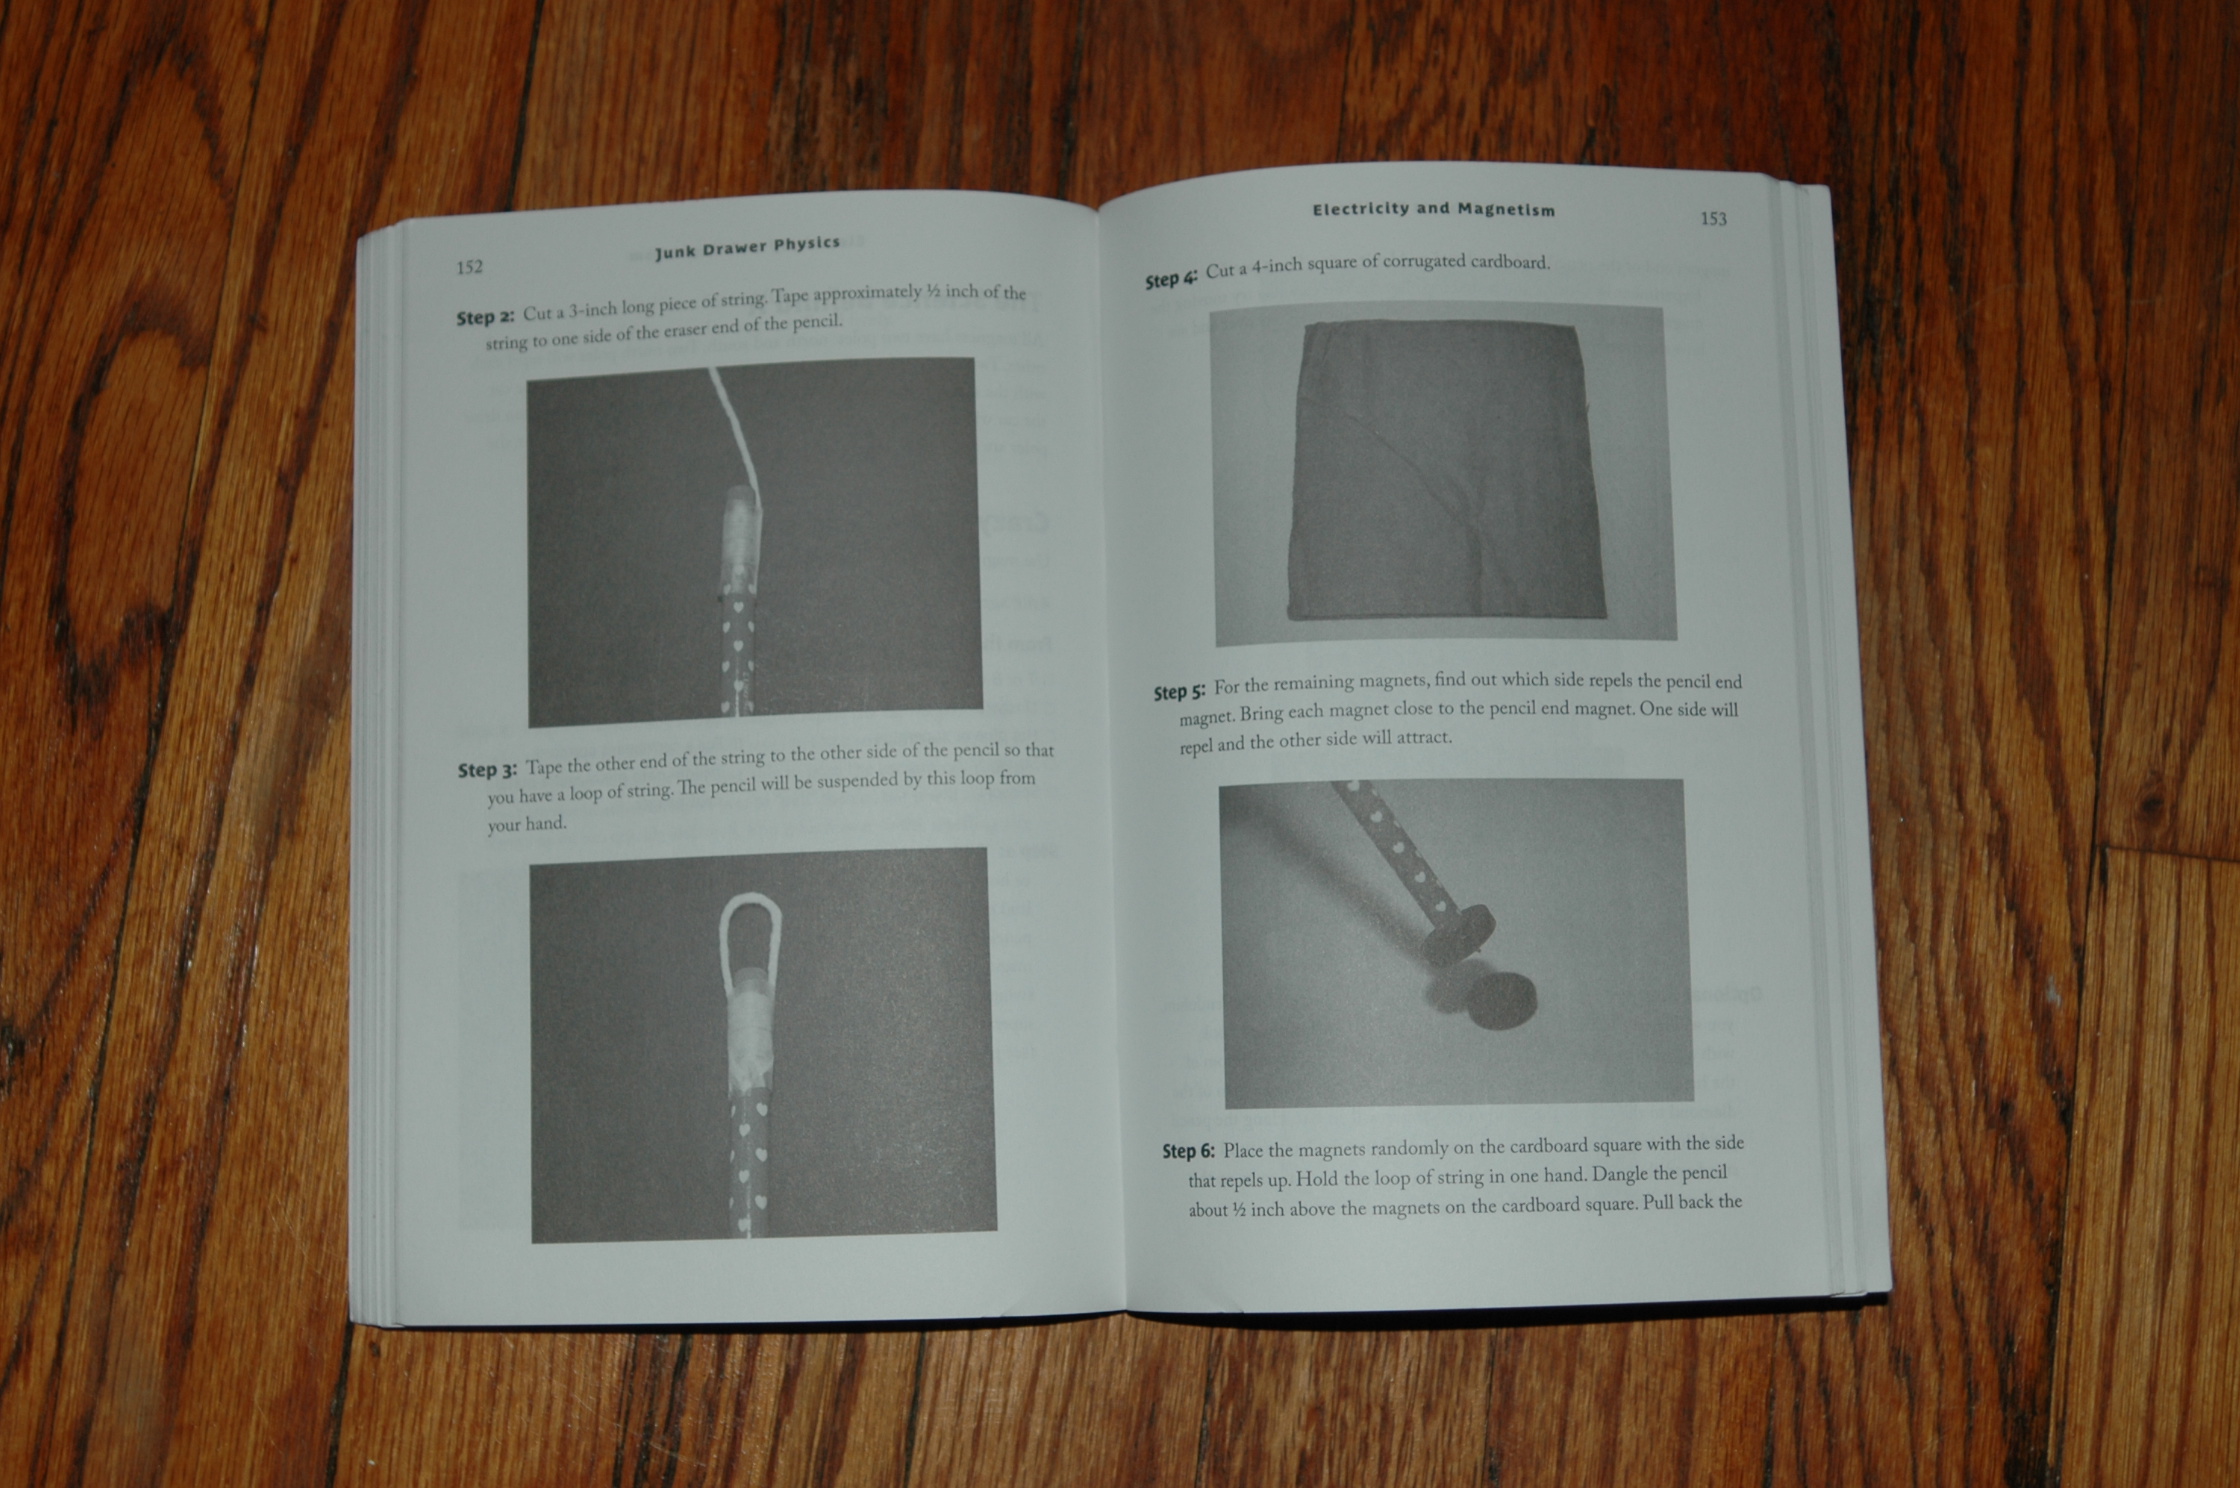 152
Junk Drawer Physics
Step 2: Cut a 3-inch long piece of string. Tape approximately ½ inch of the
string to one side of the eraser end of the pencil.
Step 3: Tape the other end of the string to the other side of the pencil so that
you have a loop of string. The pencil will be suspended by this loop from
your hand.
Electricity and Magnetism
153
Step 4: Cut a 4-inch square of corrugated cardboard.
Step 5: For the remaining magnets, find out which side repels the pencil end
magnet. Bring each magnet close to the pencil end magnet. One side will
repel and the other side will attract.
Step 6: Place the magnets randomly on the cardboard square with the side
that repels up. Hold the loop of string in one hand. Dangle the pencil
about ½ inch above the magnets on the cardboard square. Pull back the